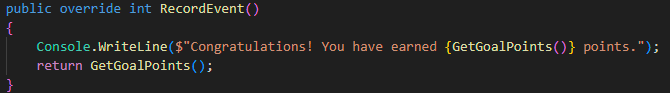 public override int RecordEvent()
{
    Console.WriteLine($"Congratulations! You have earned {GetGoalPoints()} points.");
    return GetGoalPoints();
}